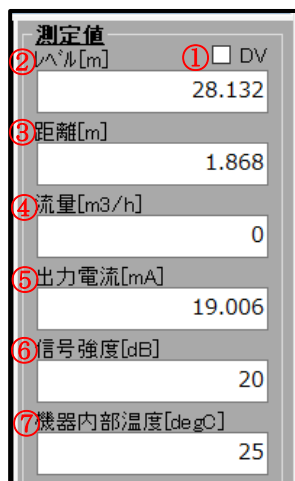 測定値
①□ DV
②レベル[m]
28.132
③距離[m]
1.868
④流量[m3/h]
0
⑤出力電流[mA]
19.006
⑥信号強度[dB]
20
⑦機器内部温度[degC]
25